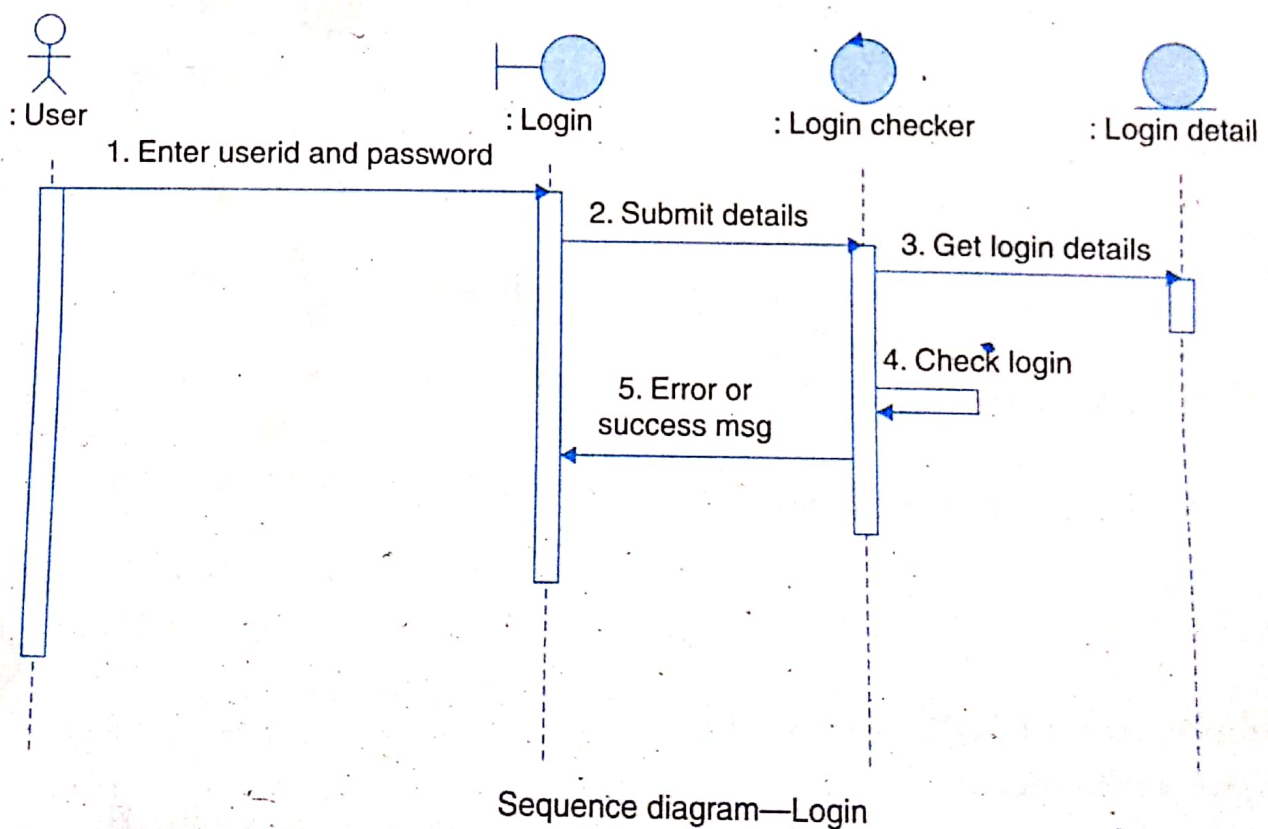 : User
: Login
: Login checker
: Login detail
1. Enter userid and password
2. Submit details
3. Get login details
4. Check login
5. Error or
success msg
Sequence diagram—Login